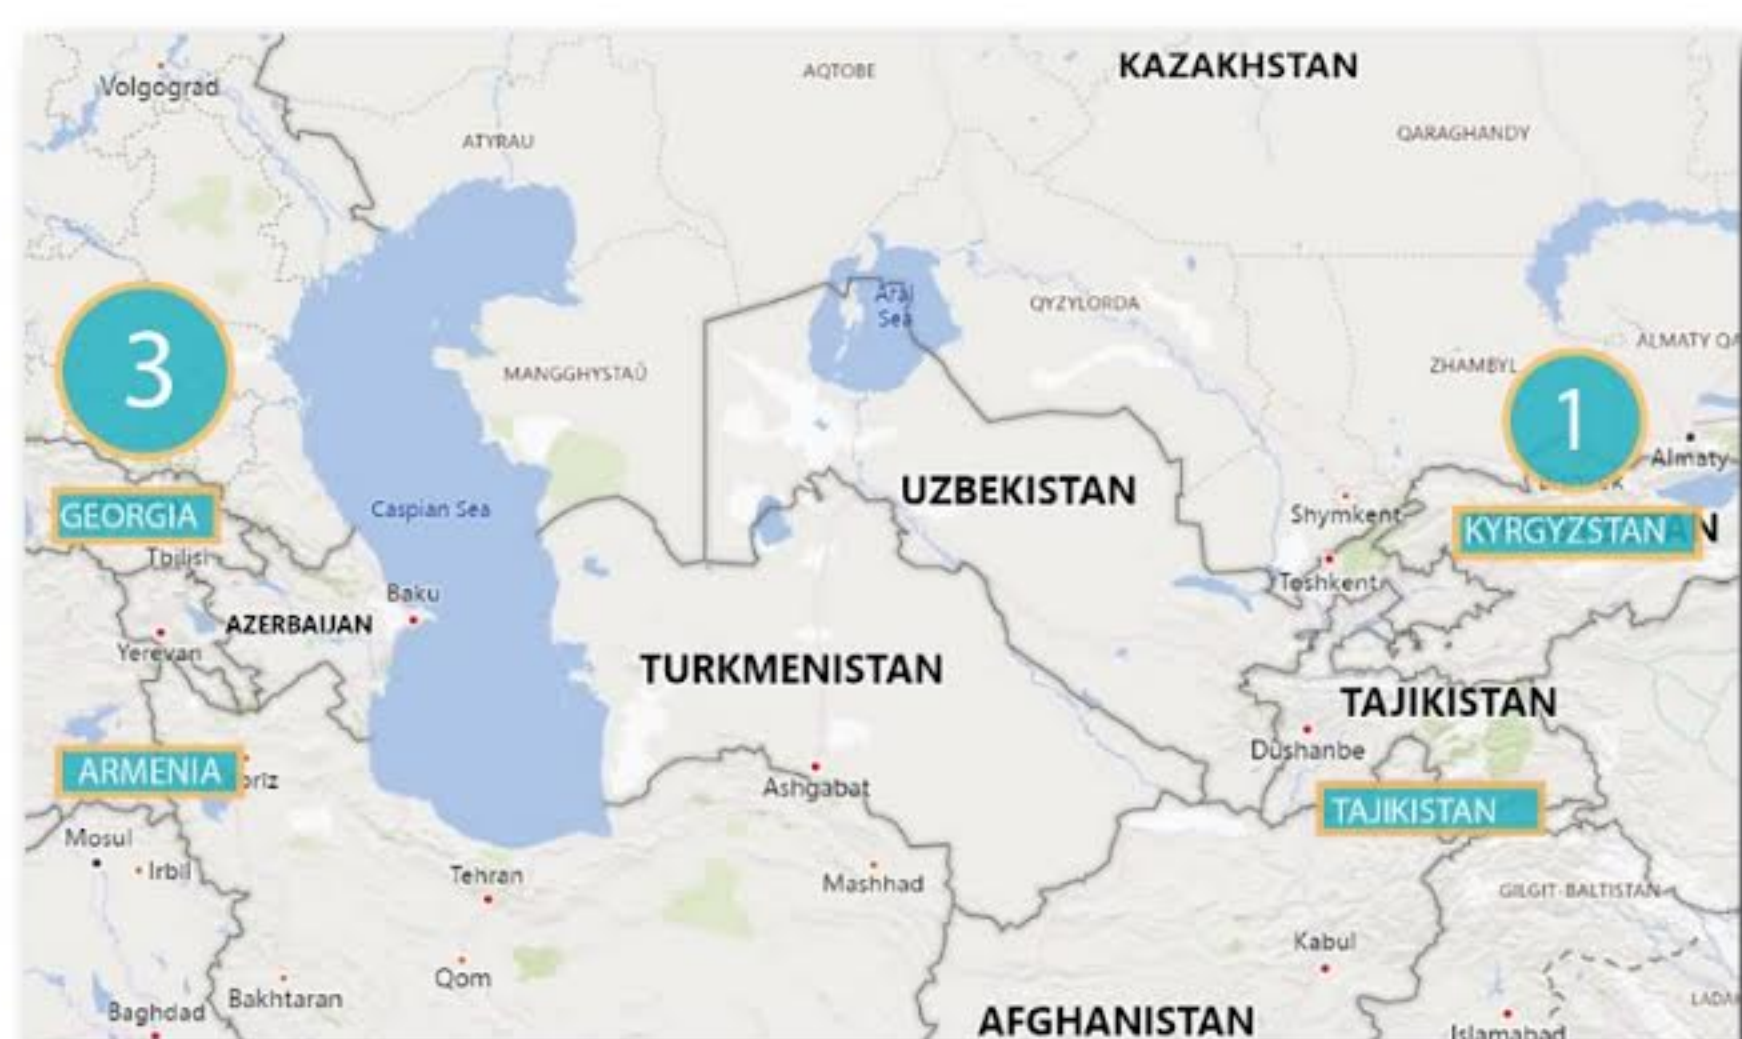 KAZAKHSTAN
AQTOBE
Volgograd
QARAGHANDY
ATYRAU
Aral
Sea
QYZYLORDA
ALMATY
ZHAMBYL
MANGGHYSTAŪ
3
1
Almaty
UZBEKISTAN
Caspian Sea
Shymkent
GEORGIA
KYRGYZSTAN
N
Tbilisi
Toshkent
Baku
AZERBAIJAN
Yerevan
TURKMENISTAN
TAJIKISTAN
Dushanbe
ARMENIA
Ashgabat
TAJIKISTAN
Mosul
Irbil
Tehran
Mashhad
GILGIT-BALTISTAN
Kabul
Qom
Bakhtaran
Baghdad
AFGHANISTAN
Islamabad